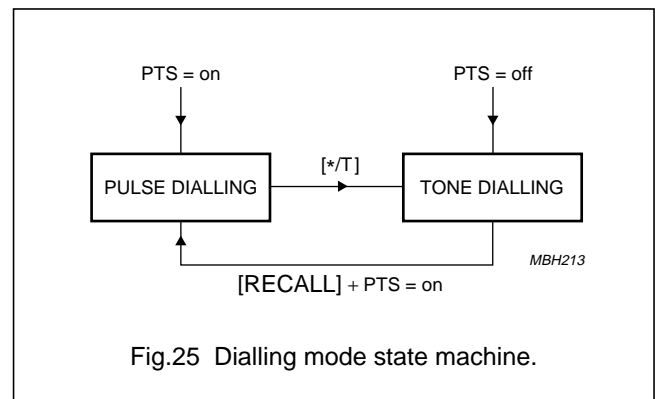 PTS = on
PTS = off
[*/T]
PULSE DIALLING
TONE DIALLING
MBH213
[RECALL] + PTS = on
Fig.25 Dialling mode state machine.